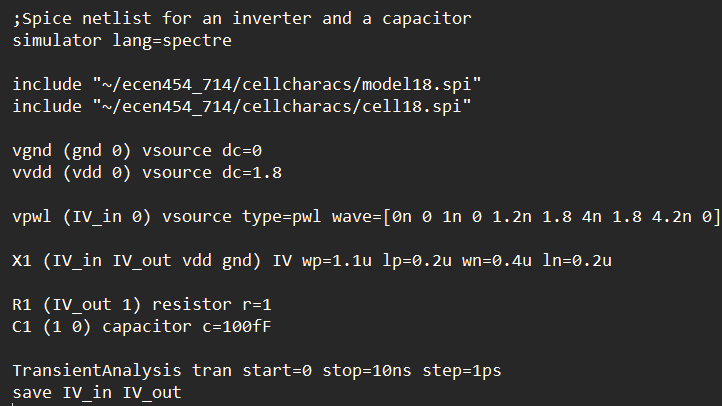 ;Spice netlist for an inverter and a capacitor
simulator lang=spectre
include "~/ecen454_714/cellcharacs/model18.spi"
include "~/ecen454_714/cellcharacs/cell18.spi"
vgnd (gnd 0) vsource dc=0
vvdd (vdd 0) vsource dc=1.8
vpwl (IV_in 0) vsource type=pwl wave=[0n 0 1n 0 1.2n 1.8 4n 1.8 4.2n 0]
X1 (IV_in IV_out vdd gnd) IV wp=1.1u lp=0.2u wn=0.4u ln=0.2u
R1 (IV_out 1) resistor r=1
C1 (1 0) capacitor c=100fF
TransientAnalysis tran start=0 stop=10ns step=1ps
save IV_in IV_out